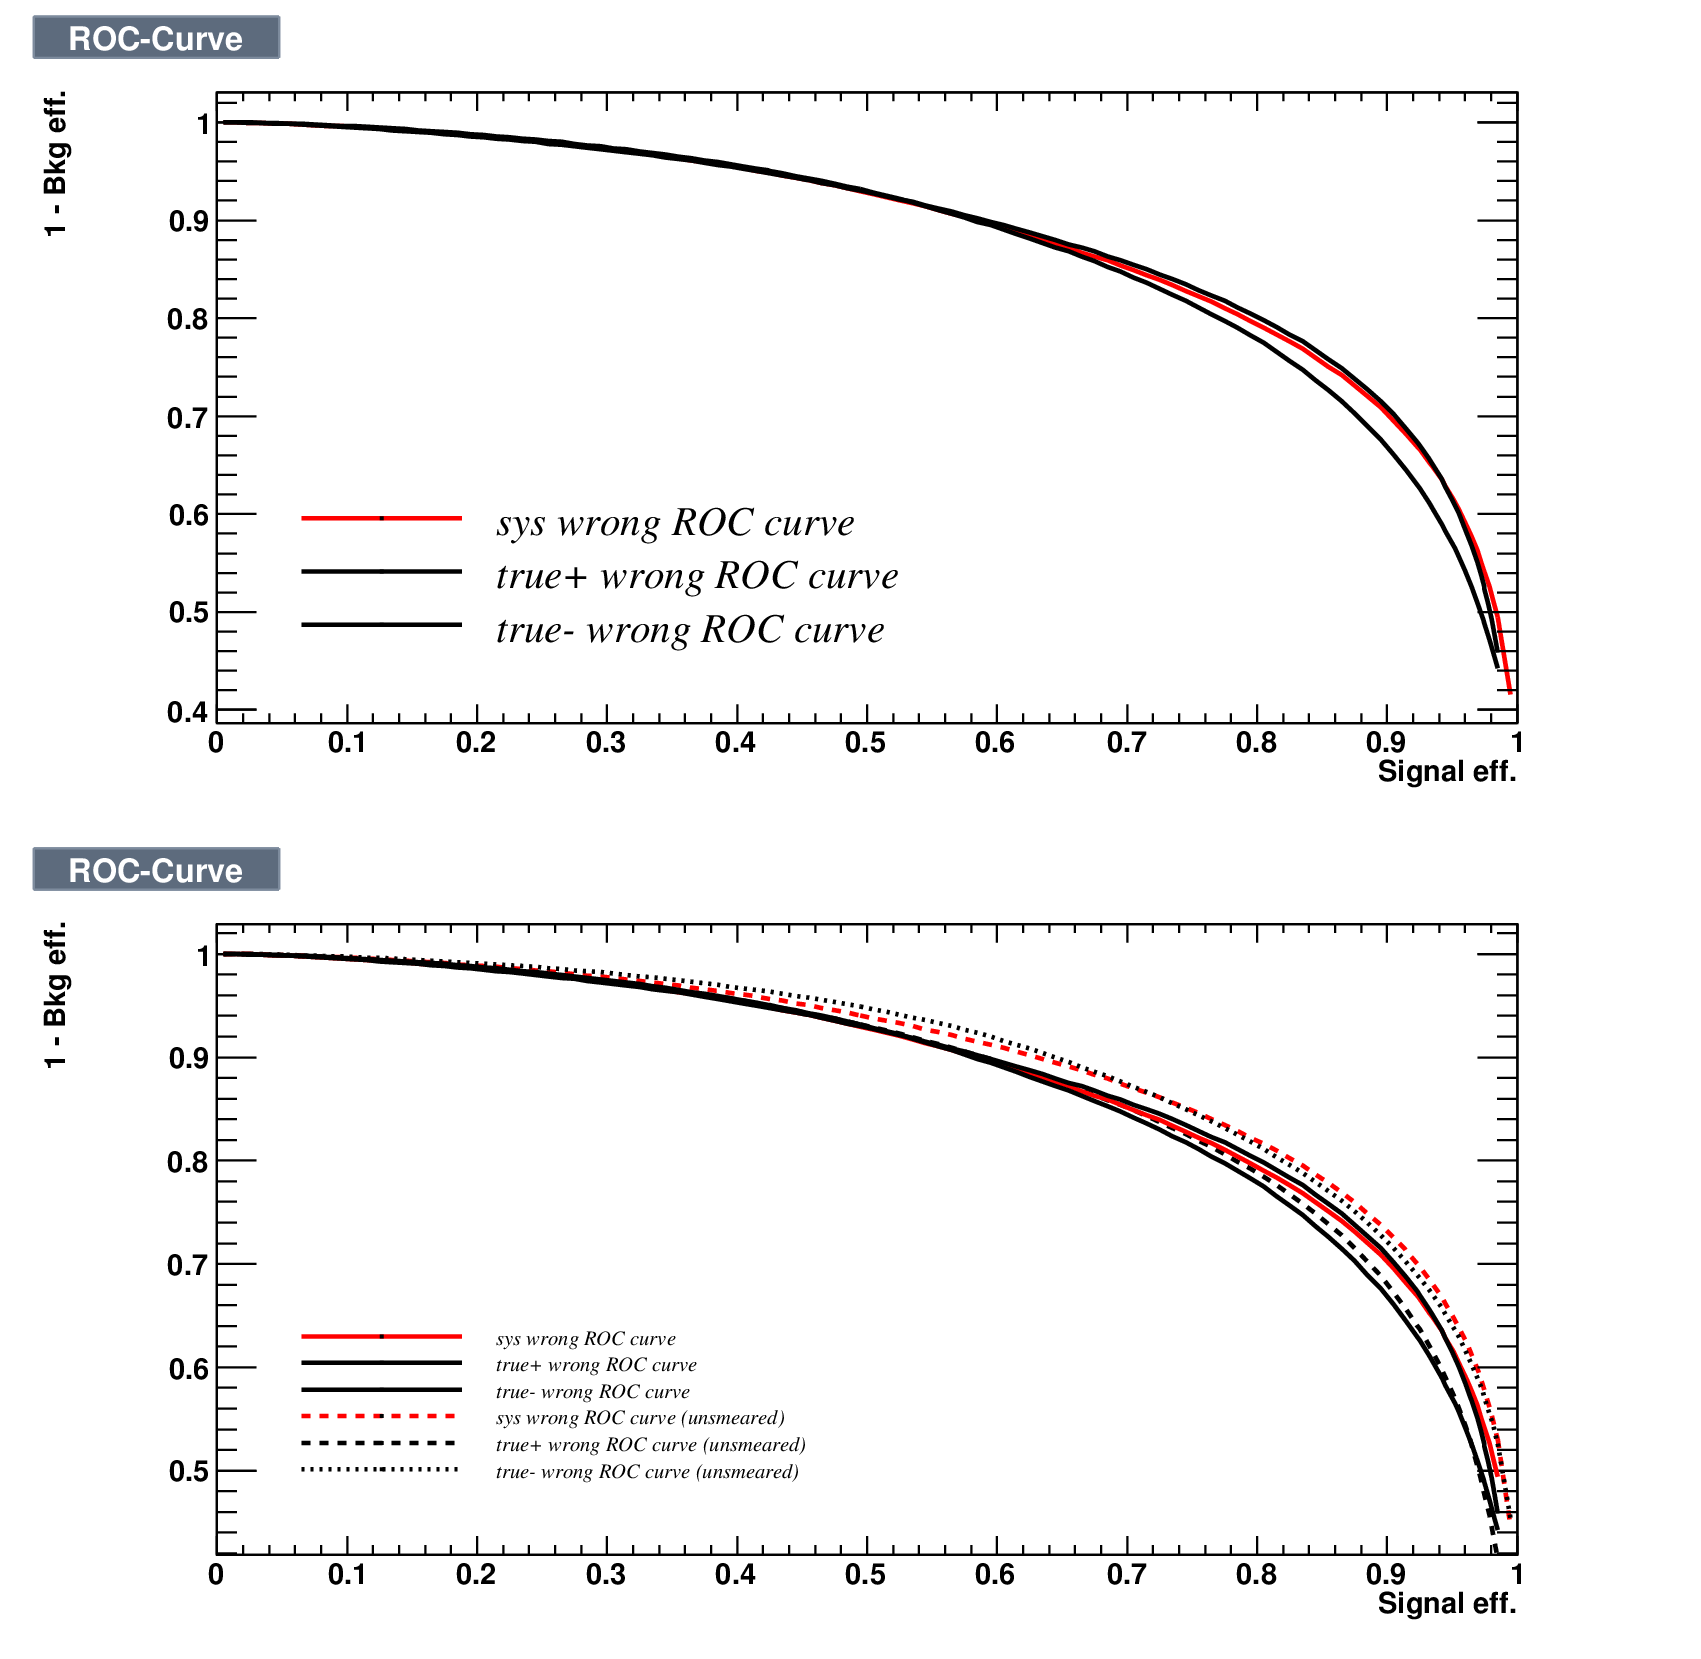 ROC-Curve
1 - Bkg eff.
1
0.9
0.8
0.7
0.6
0.5
0.4
sys wrong ROC curve
true+ wrong ROC curve
true- wrong ROC curve
0 0.1 0.2 0.3 0.4 0.5 0.6 0.7 0.8 0.9 1
Signal eff.
ROC-Curve
1 - Bkg eff.
1
0.9
0.8
0.7
0.6
0.5
sys wrong ROC curve
true+ wrong ROC curve
true- wrong ROC curve
sys wrong ROC curve (unsmeared)
true+ wrong ROC curve (unsmeared)
true- wrong ROC curve (unsmeared)
0 0.1 0.2 0.3 0.4 0.5 0.6 0.7 0.8 0.9 1
Signal eff.